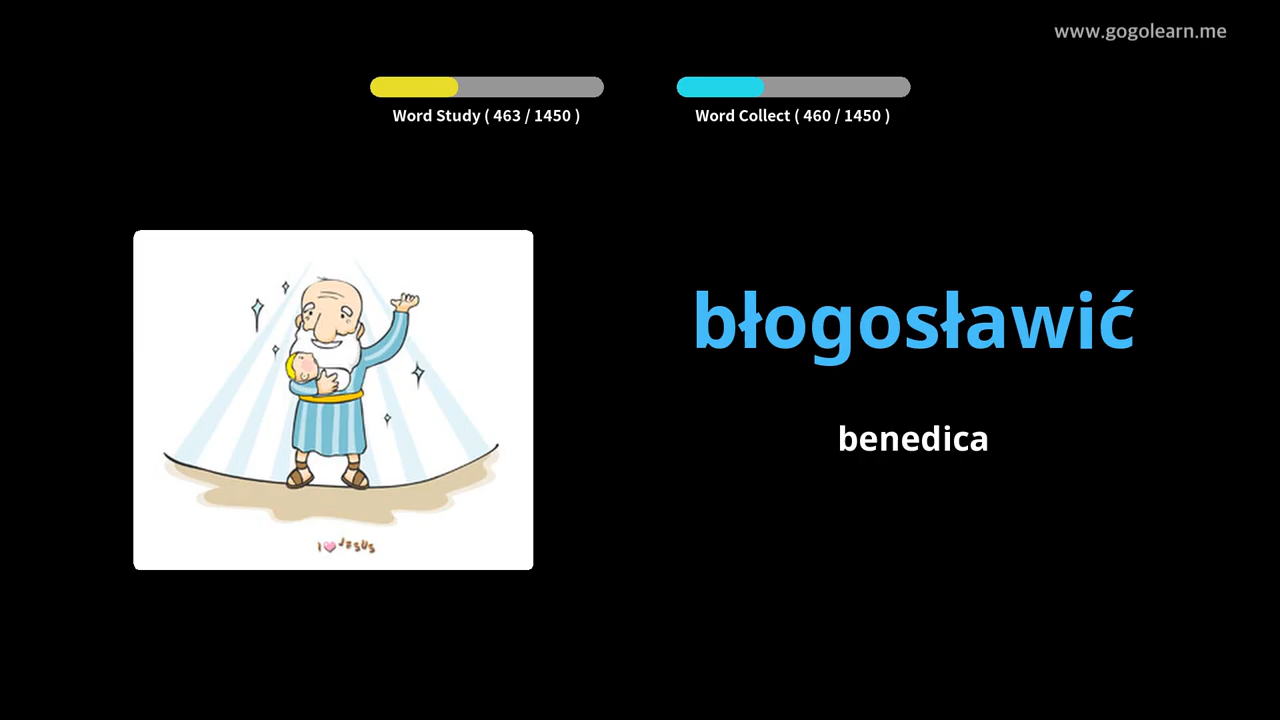 www.gogolearn.me
Word Study ( 463 / 1450 )
Word Collect ( 460 / 1450 )
błogosławić
benedica
I ❤ JESUS